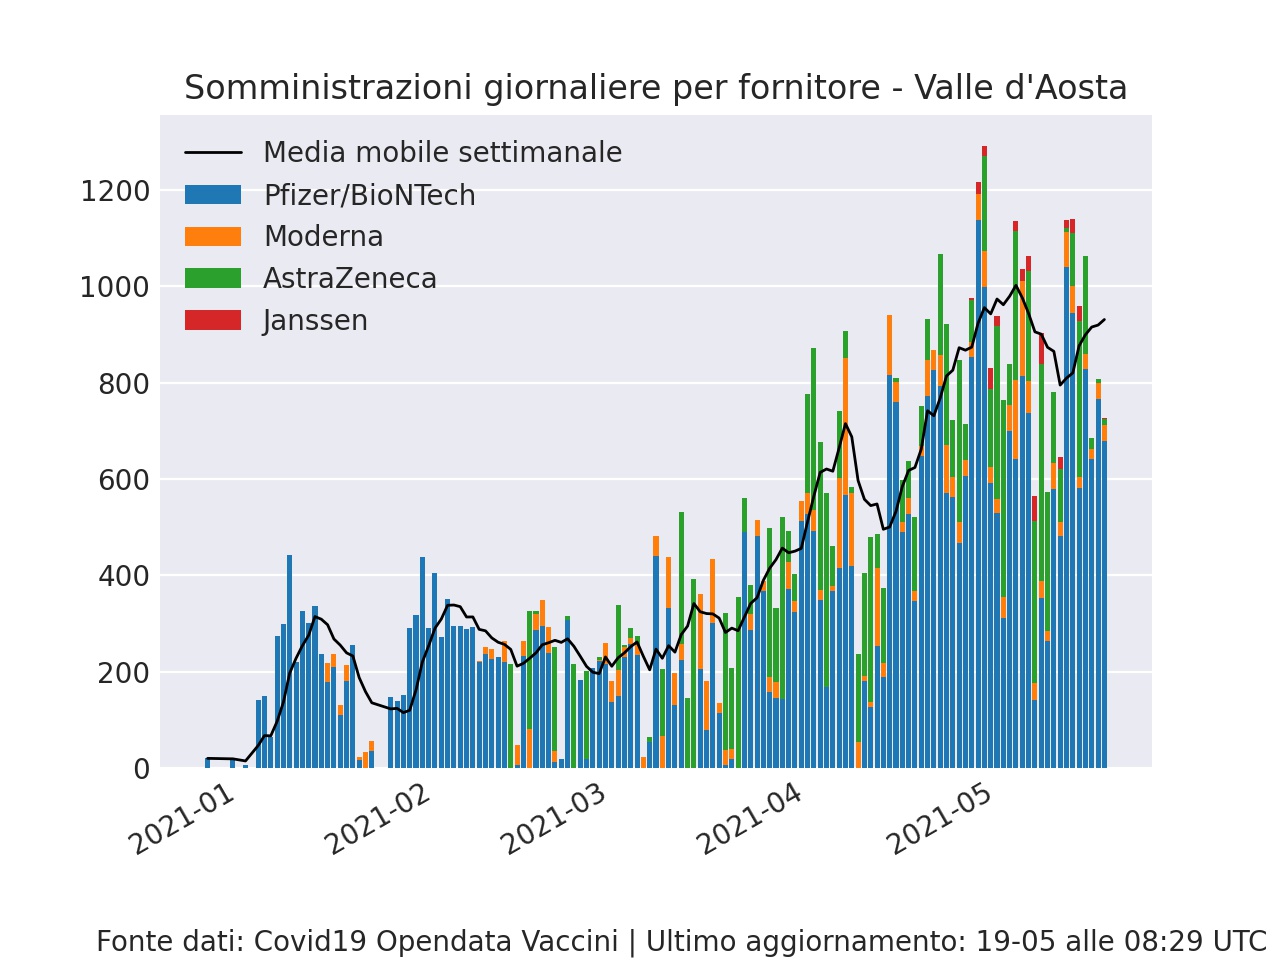 Somministrazioni giornaliere per fornitore - Valle d'Aosta
Media mobile settimanale
Pfizer/BioNTech
Moderna
AstraZeneca
Janssen
1200
1000
800
600
400
200
0
2021-01
2021-02
2021-03
2021-04
2021-05
Fonte dati: Covid19 Opendata Vaccini | Ultimo aggiornamento: 19-05 alle 08:29 UTC